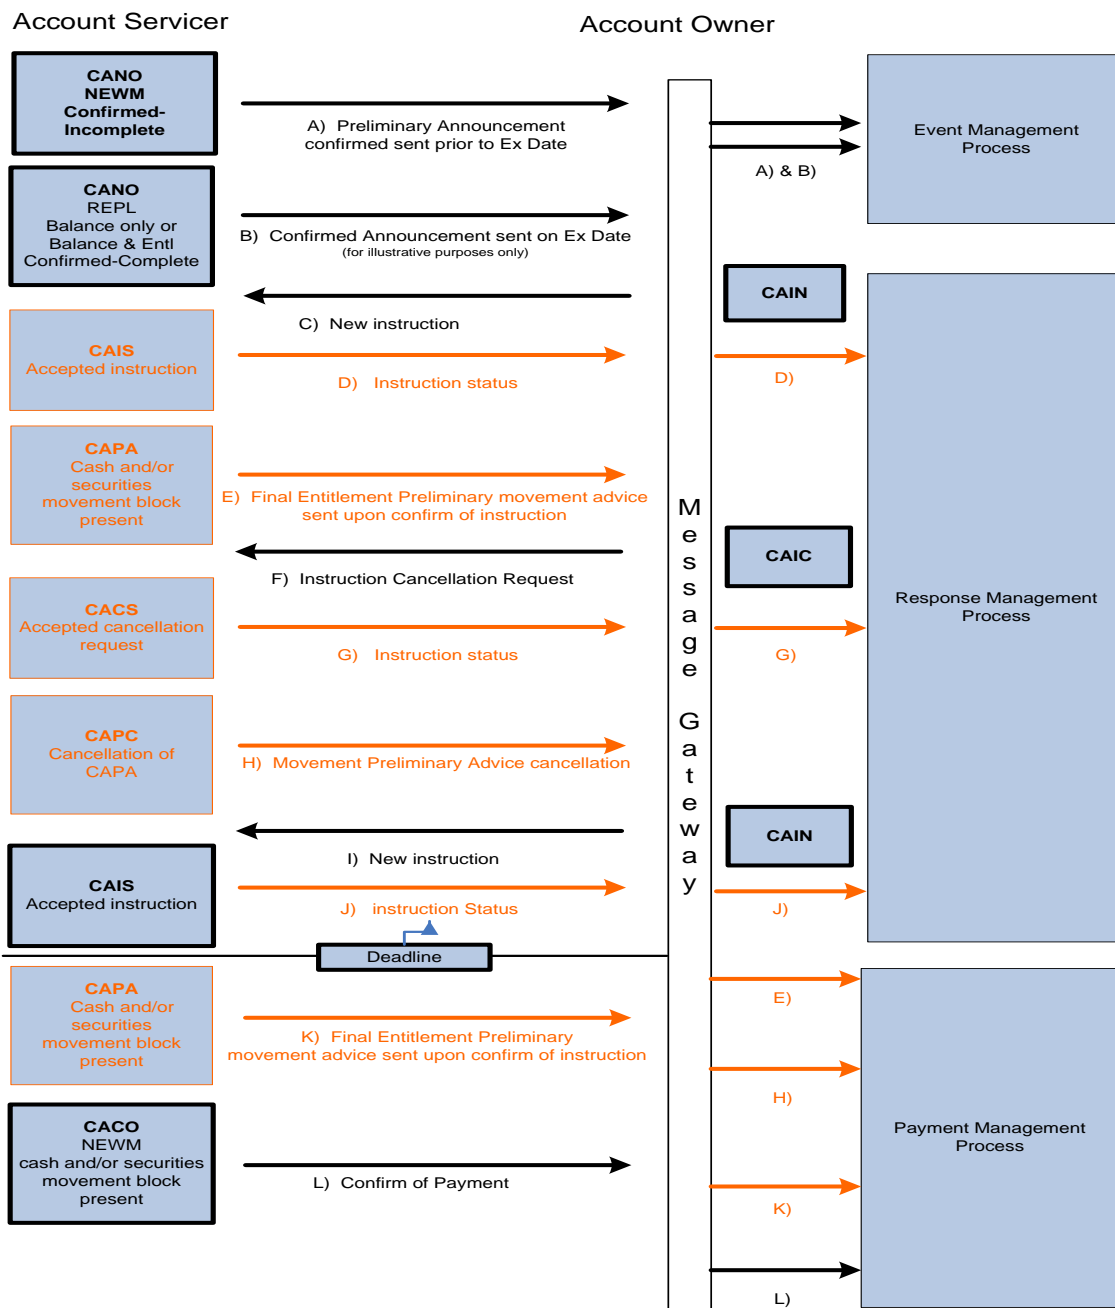 Account Servicer
Account Owner
CANO
NEWM
Confirmed-
Incomplete
A) Preliminary Announcement
confirmed sent prior to Ex Date
A) & B)
Event Management
Process
CANO
REPL
Balance only or
Balance & Entl
Confirmed-Complete
B) Confirmed Announcement sent on Ex Date
(for illustrative purposes only)
C) New instruction
CAIN
CAIS
Accepted instruction
D) Instruction status
D)
CAPA
Cash and/or
securities
movement block
present
E) Final Entitlement Preliminary movement advice
sent upon confirm of instruction
F) Instruction Cancellation Request
CAIC
Response Management
Process
CACS
Accepted cancellation
request
G) Instruction status
G)
Message Gateway
CAPC
Cancellation of
CAPA
H) Movement Preliminary Advice cancellation
I) New instruction
CAIN
CAIS
Accepted instruction
J) instruction Status
J)
Deadline
CAPA
Cash and/or
securities
movement block
present
K) Final Entitlement Preliminary
movement advice sent upon confirm of instruction
E)
H)
Payment Management
Process
CACO
NEWM
cash and/or securities
movement block
present
L) Confirm of Payment
K)
L)